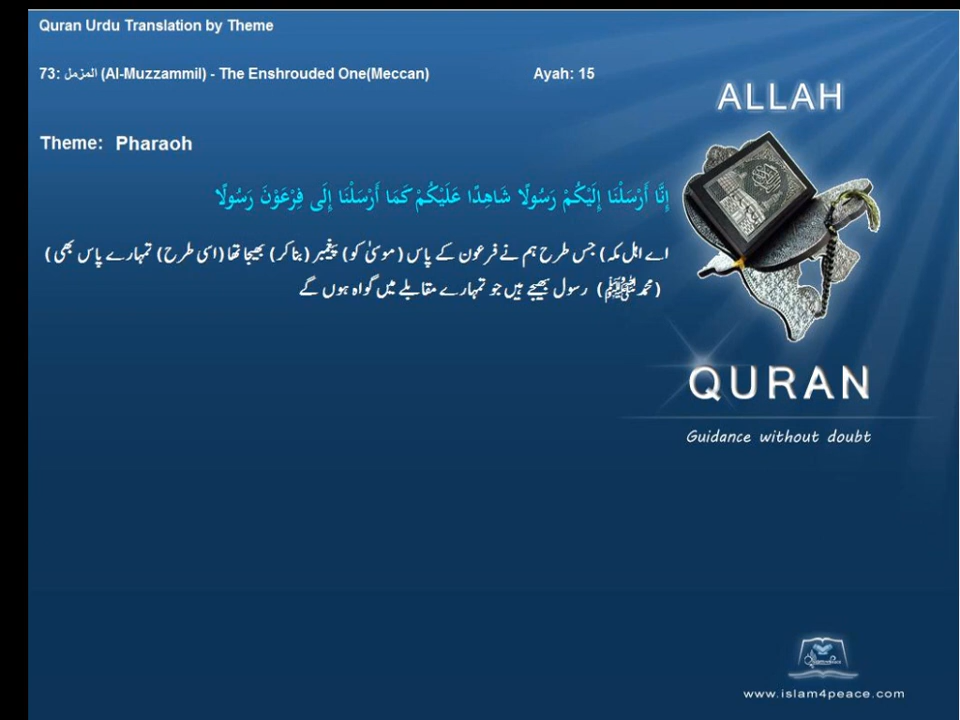 Quran Urdu Translation by Theme
73: المزمل (Al-Muzzammil) - The Enshrouded One(Meccan) Ayah: 15
Theme: Pharaoh
إِنَّا أَرْسَلْنَا إِلَيْكُمْ رَسُولًا شَاهِدًا عَلَيْكُمْ كَمَا أَرْسَلْنَا إِلَى فِرْعَوْنَ رَسُولًا
اے اہل مکہ ) جس طرح ہم نے فرعون کے پاس (موسیٰ کو) پیغمبر (بنا کر) بھیجا تھا (اسی طرح) تمہارے پاس بھی )
(محمد ﷺ) رسول بھیجے ہیں جو تمہارے مقابلے میں گواہ ہوں گے
ALLAH
QURAN
Guidance without doubt
www.islam4peace.com